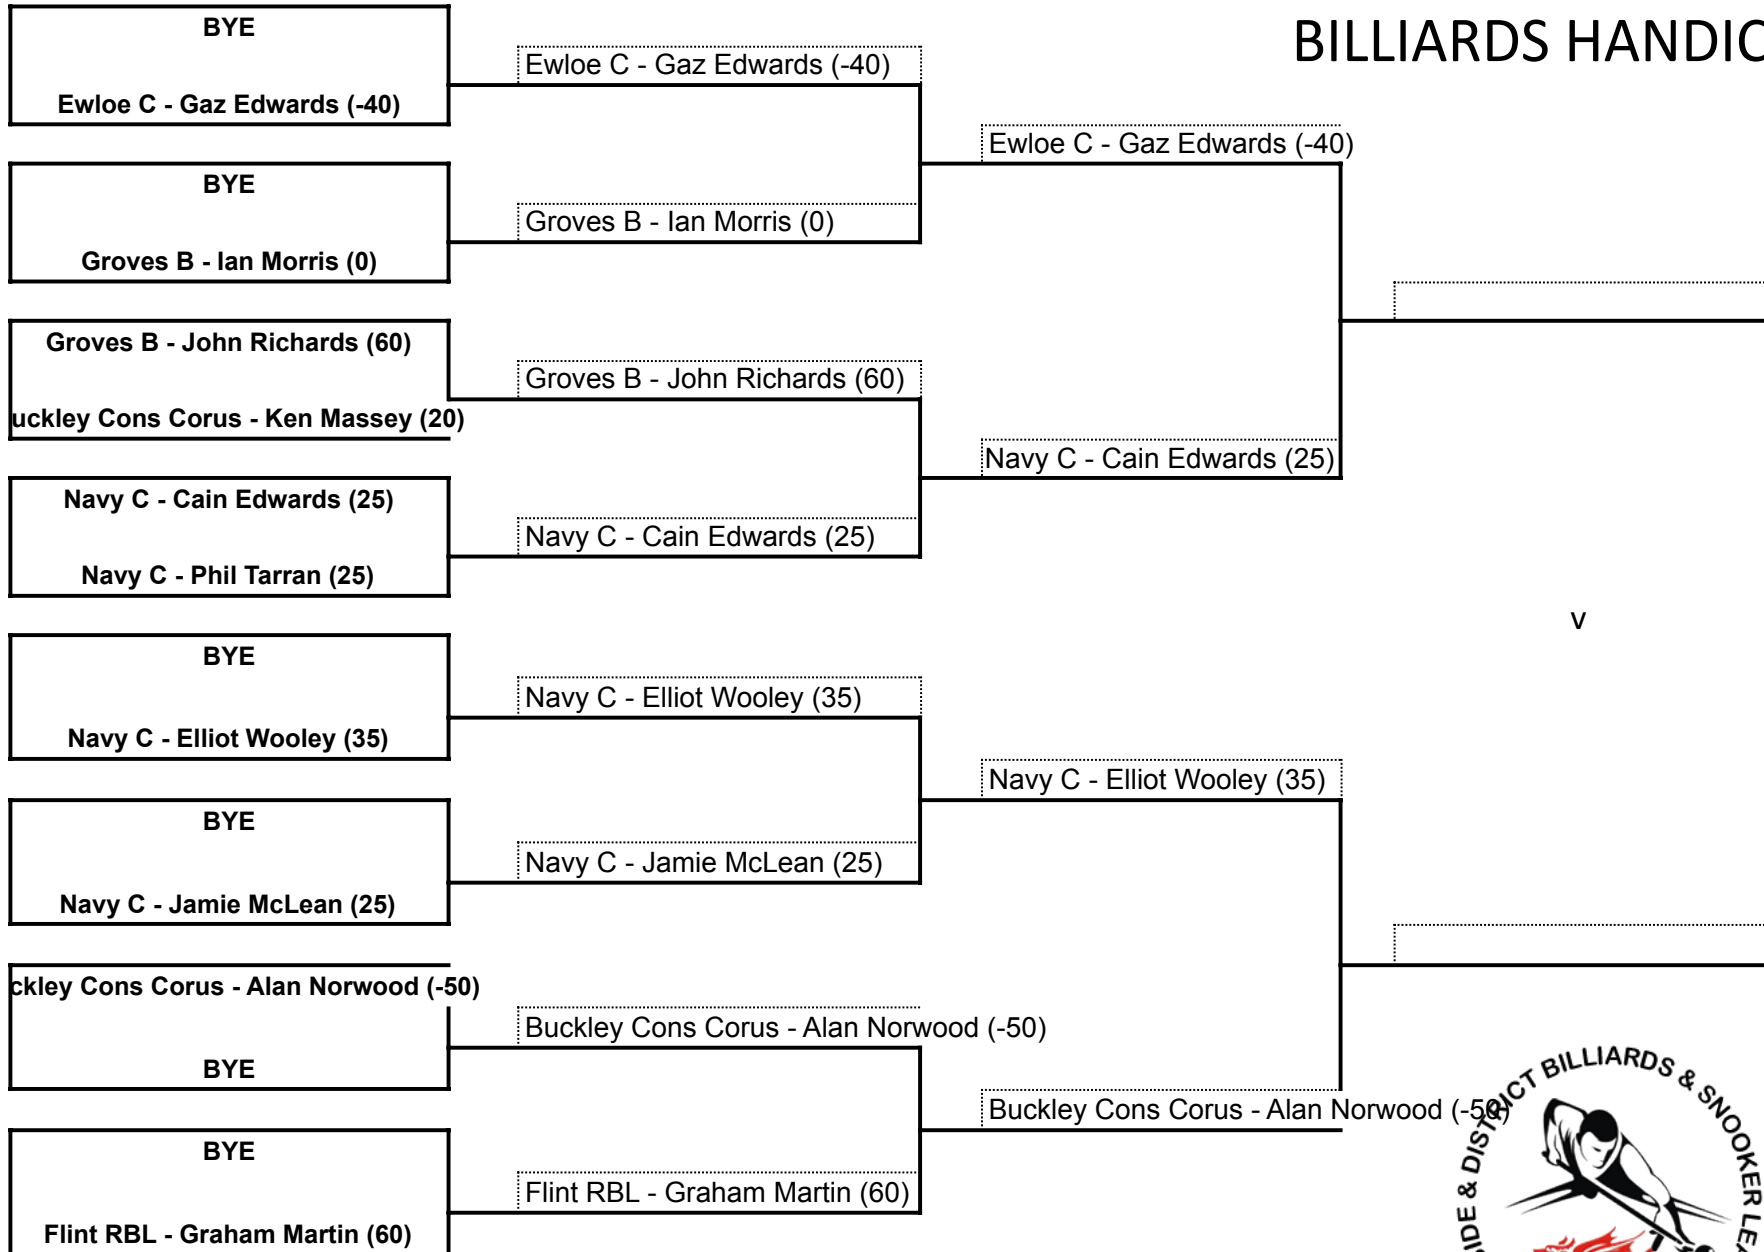 BILLIARDS HANDIC
BYE
Ewloe C - Gaz Edwards (-40)
BYE
Groves B - Ian Morris (0)
Groves B - John Richards (60)
uckley Cons Corus - Ken Massey (20)
Navy C - Cain Edwards (25)
Navy C - Phil Tarran (25)
BYE
Navy C - Elliot Wooley (35)
BYE
Navy C - Jamie McLean (25)
ckley Cons Corus - Alan Norwood (-50)
BYE
BYE
Flint RBL - Graham Martin (60)
Ewloe C - Gaz Edwards (-40)
Groves B - Ian Morris (0)
Groves B - John Richards (60)
Navy C - Cain Edwards (25)
Navy C - Elliot Wooley (35)
Navy C - Jamie McLean (25)
Buckley Cons Corus - Alan Norwood (-50)
Flint RBL - Graham Martin (60)
Ewloe C - Gaz Edwards (-40)
Navy C - Cain Edwards (25)
Navy C - Elliot Wooley (35)
Buckley Cons Corus - Alan Norwood (-50)
v
IDE & DISTRICT BILLIARDS & SNOOKER LEA